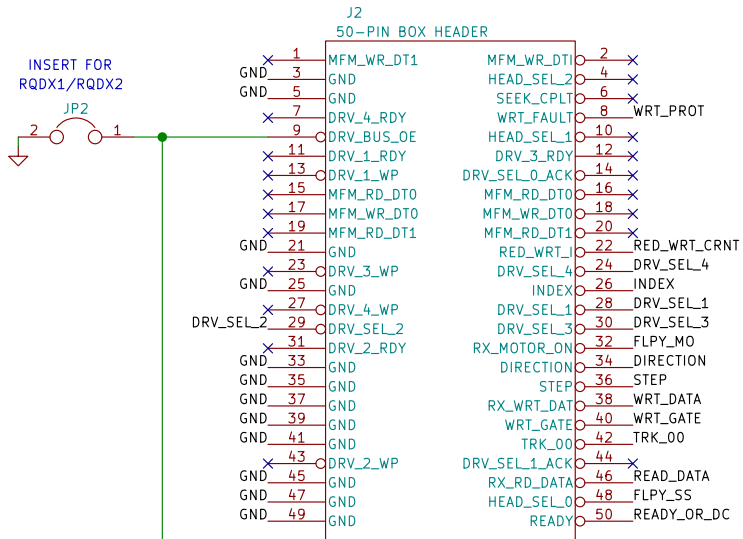 J2
50-PIN BOX HEADER
INSERT FOR
RQDX1/RQDX2
JP2
2 1
1 MFM_WR_DT1 MFM_WR_DTI 2
GND 3 GND HEAD_SEL_2 4
GND 5 GND SEEK_CPLT 6
7 DRV_4_RDY WRT_FAULT 8 WRT_PROT
9 DRV_BUS_OE HEAD_SEL_1 10
11 DRV_1_RDY DRV_3_RDY 12
13 DRV_1_WP DRV_SEL_0_ACK 14
15 MFM_RD_DT0 MFM_RD_DT0 16
17 MFM_WR_DT0 MFM_WR_DT0 18
19 MFM_RD_DT1 MFM_RD_DT1 20
GND 21 GND RED_WRT_I 22 RED_WRT_CRNT
23 DRV_3_WP DRV_SEL_4 24 DRV_SEL_4
GND 25 GND INDEX 26 INDEX
27 DRV_4_WP DRV_SEL_1 28 DRV_SEL_1
DRV_SEL_2 29 DRV_SEL_2 DRV_SEL_3 30 DRV_SEL_3
31 DRV_2_RDY RX_MOTOR_ON 32 FLPY_MO
GND 33 GND DIRECTION 34 DIRECTION
GND 35 GND STEP 36 STEP
GND 37 GND RX_WRT_DAT 38 WRT_DATA
GND 39 GND WRT_GATE 40 WRT_GATE
GND 41 GND TRK_00 42 TRK_00
43 DRV_2_WP DRV_SEL_1_ACK 44
GND 45 GND RX_RD_DATA 46 READ_DATA
GND 47 GND HEAD_SEL_0 48 FLPY_SS
GND 49 GND READY 50 READY_OR_DC